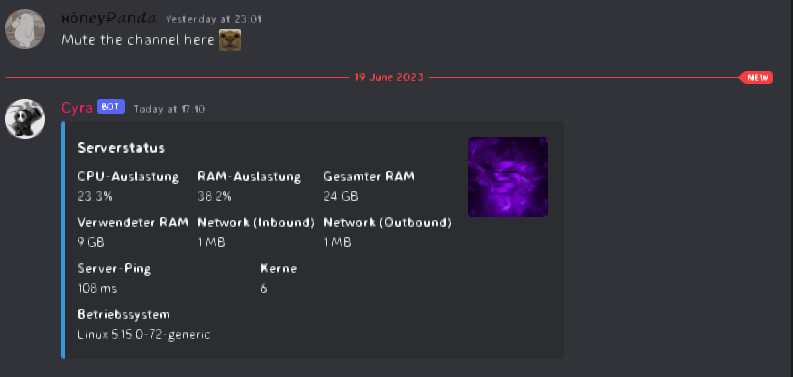 нöneyPanda Yesterday at 23:01
Mute the channel here
19 June 2023 NEW
Cyra BOT Today at 17:10
Serverstatus
CPU-Auslastung RAM-Auslastung Gesamter RAM
23.3% 38.2% 24 GB
Verwendeter RAM Network (Inbound) Network (Outbound)
9 GB 1 MB 1 MB
Server-Ping Kerne
108 ms 6
Betriebssystem
Linux 5.15.0-72-generic